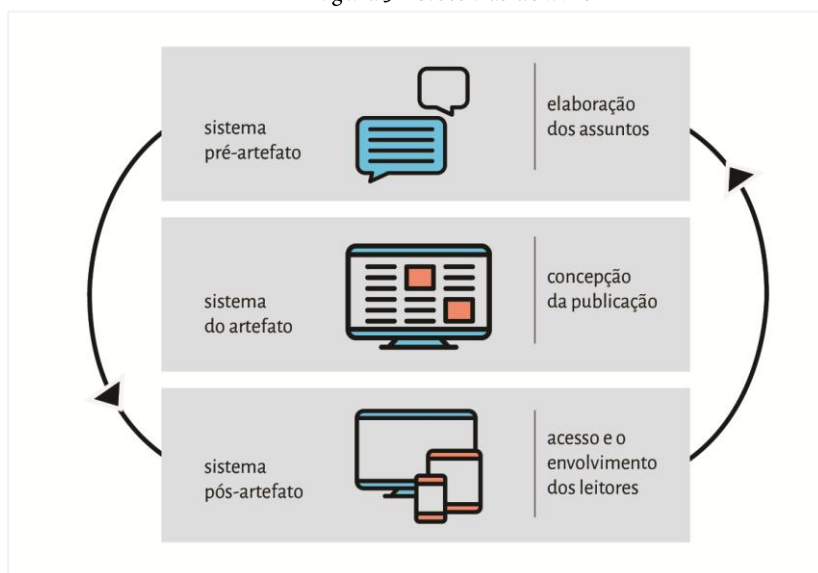 sistema
pré-artefato
elaboração
dos assuntos
sistema
do artefato
concepção
da publicação
sistema
pós-artefato
acesso e o
envolvimento
dos leitores